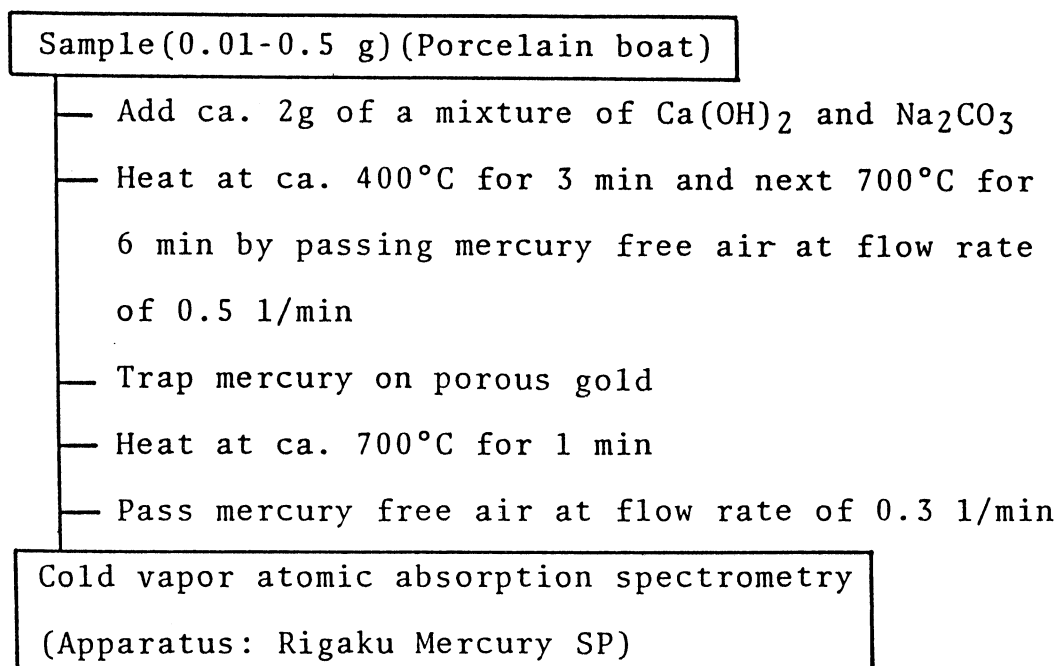 Sample(0.01-0.5 g)(Porcelain boat)
Add ca. 2g of a mixture of Ca(OH)2 and Na2CO3
Heat at ca. 400°C for 3 min and next 700°C for
6 min by passing mercury free air at flow rate
of 0.5 l/min
Trap mercury on porous gold
Heat at ca. 700°C for 1 min
Pass mercury free air at flow rate of 0.3 l/min
Cold vapor atomic absorption spectrometry
(Apparatus: Rigaku Mercury SP)